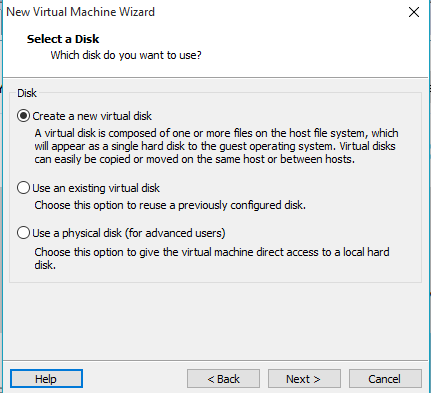 New Virtual Machine Wizard
Select a Disk
Which disk do you want to use?
Disk
Create a new virtual disk
A virtual disk is composed of one or more files on the host file system, which
will appear as a single hard disk to the guest operating system. Virtual disks
can easily be copied or moved on the same host or between hosts.
Use an existing virtual disk
Choose this option to reuse a previously configured disk.
Use a physical disk (for advanced users)
Choose this option to give the virtual machine direct access to a local hard
disk.
Help
< Back
Next >
Cancel